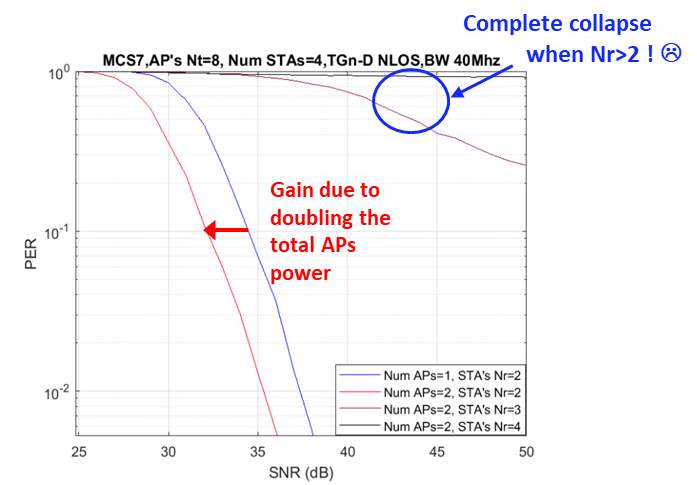 Complete collapse
when Nr>2 ! ☹
MCS7,AP's Nt=8, Num STAs=4,TGn-D NLOS,BW 40Mhz
10^0
Gain due to
doubling the
total APs
power
10^-1
PER
10^-2
Num APs=1, STA's Nr=2
Num APs=2, STA's Nr=2
Num APs=2, STA's Nr=3
Num APs=2, STA's Nr=4
25 30 35 40 45 50
SNR (dB)